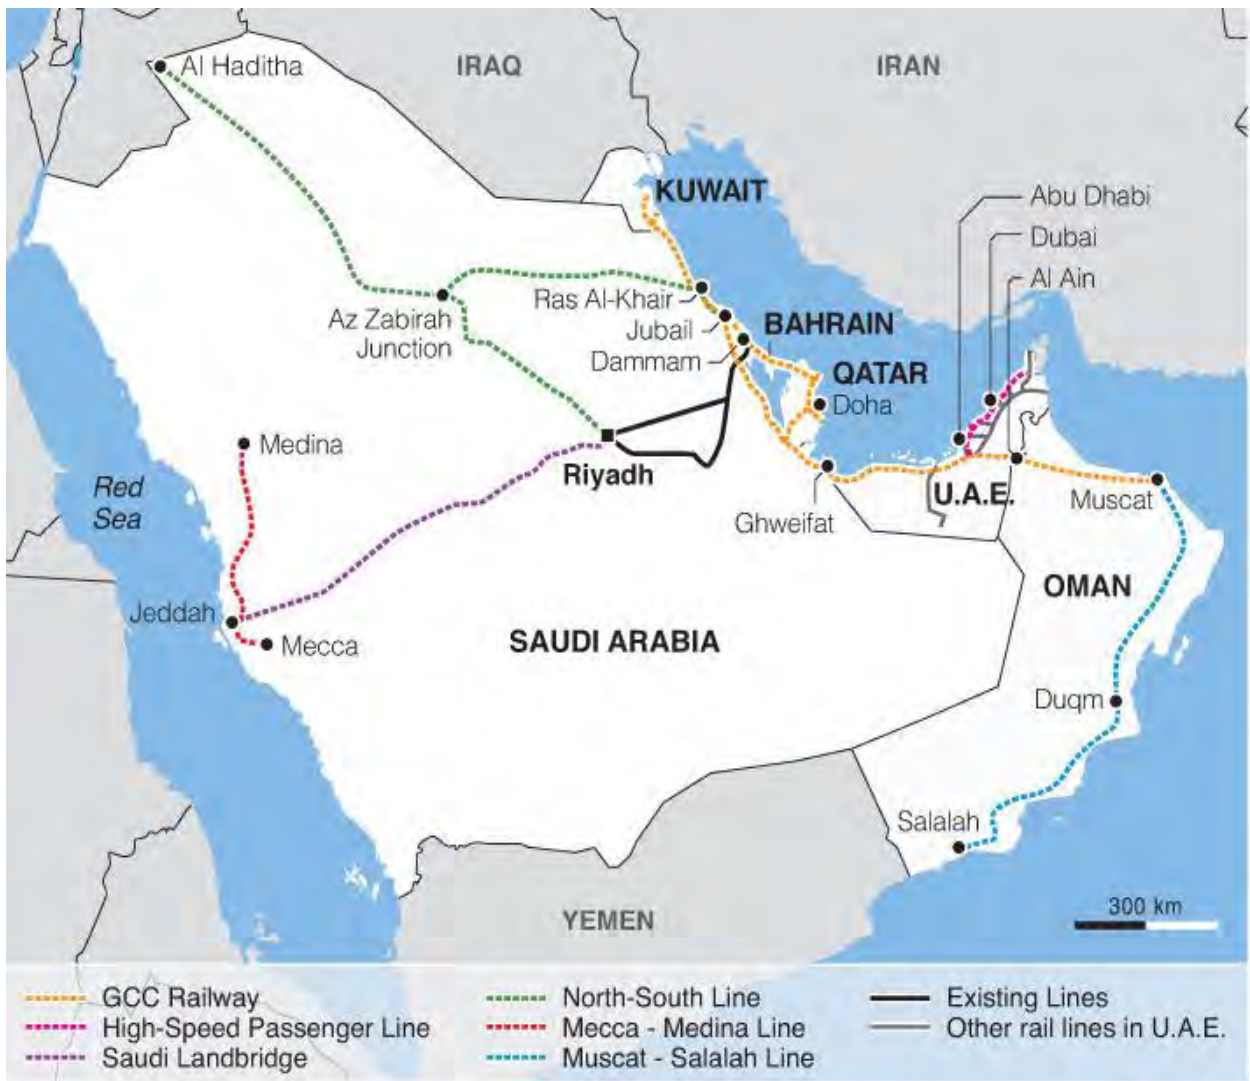 Al Haditha
IRAQ
IRAN
KUWAIT
Abu Dhabi
Dubai
Al Ain
Ras Al-Khair
Az Zabirah
Junction
Jubail
BAHRAIN
Dammam
QATAR
Doha
Medina
Riyadh
Red
Sea
U.A.E.
Muscat
Ghweifat
OMAN
Jeddah
Mecca
SAUDI ARABIA
Duqm
Salalah
YEMEN
300 km
GCC Railway
High-Speed Passenger Line
Saudi Landbridge
North-South Line
Mecca - Medina Line
Muscat - Salalah Line
Existing Lines
Other rail lines in U.A.E.